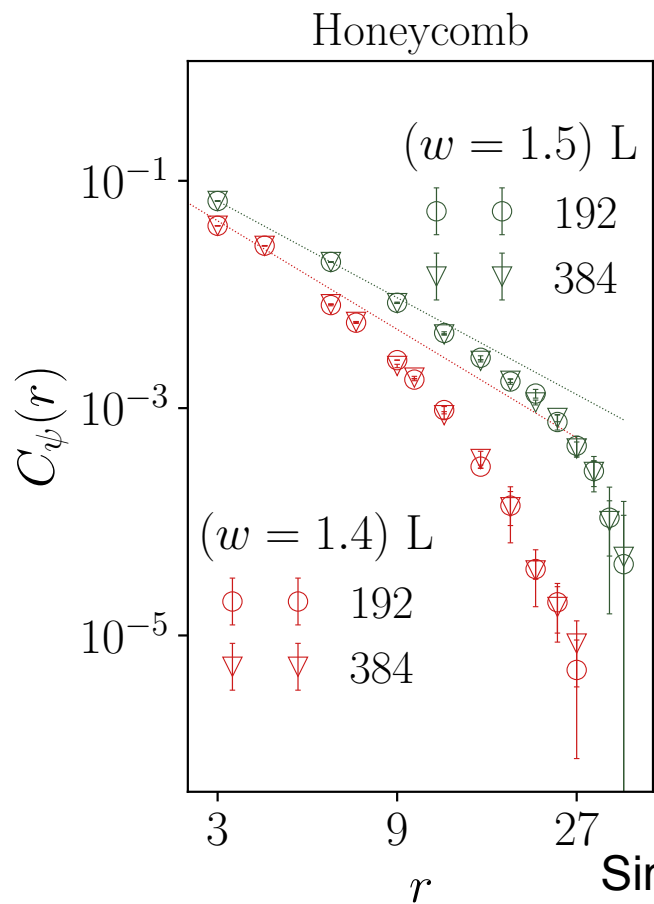 Honeycomb
(w = 1.5) L
192
384
10⁻¹
10⁻³
10⁻⁵
C_ψ(r)
(w = 1.4) L
192
384
3 9 27
r
Sin